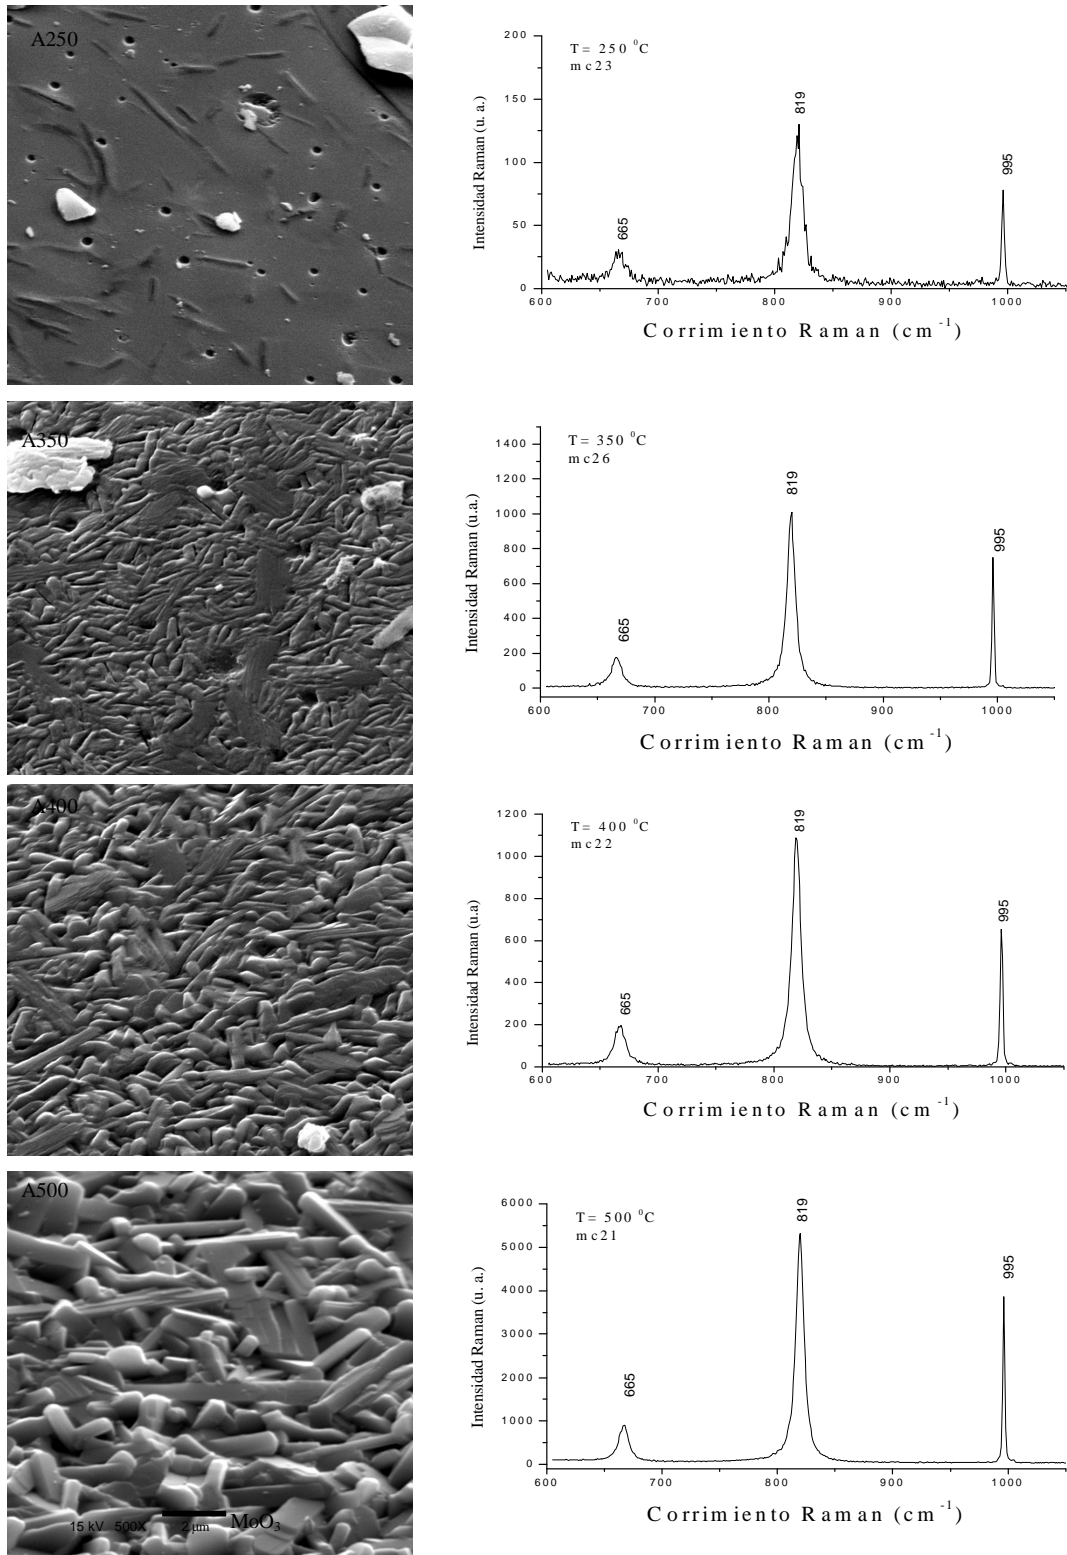 A250
200
150
100
50
0
600
700
800
900
1000
T= 250 ⁰C
mc23
665
819
995
Intensidad Raman (u. a.)
Corrimiento Raman (cm⁻¹)
A350
1400
1200
1000
800
600
400
200
0
600
700
800
900
1000
T= 350 ⁰C
mc26
665
819
995
Intensidad Raman (u.a.)
Corrimiento Raman (cm⁻¹)
A400
1200
1000
800
600
400
200
0
600
700
800
900
1000
T= 400 ⁰C
mc22
665
819
995
Intensidad Raman (u.a)
Corrimiento Raman (cm⁻¹)
A500
15 kV 500X 2 μm MoO₃
6000
5000
4000
3000
2000
1000
0
600
700
800
900
1000
T= 500 ⁰C
mc21
665
819
995
Intensidad Raman (u. a.)
Corrimiento Raman (cm⁻¹)